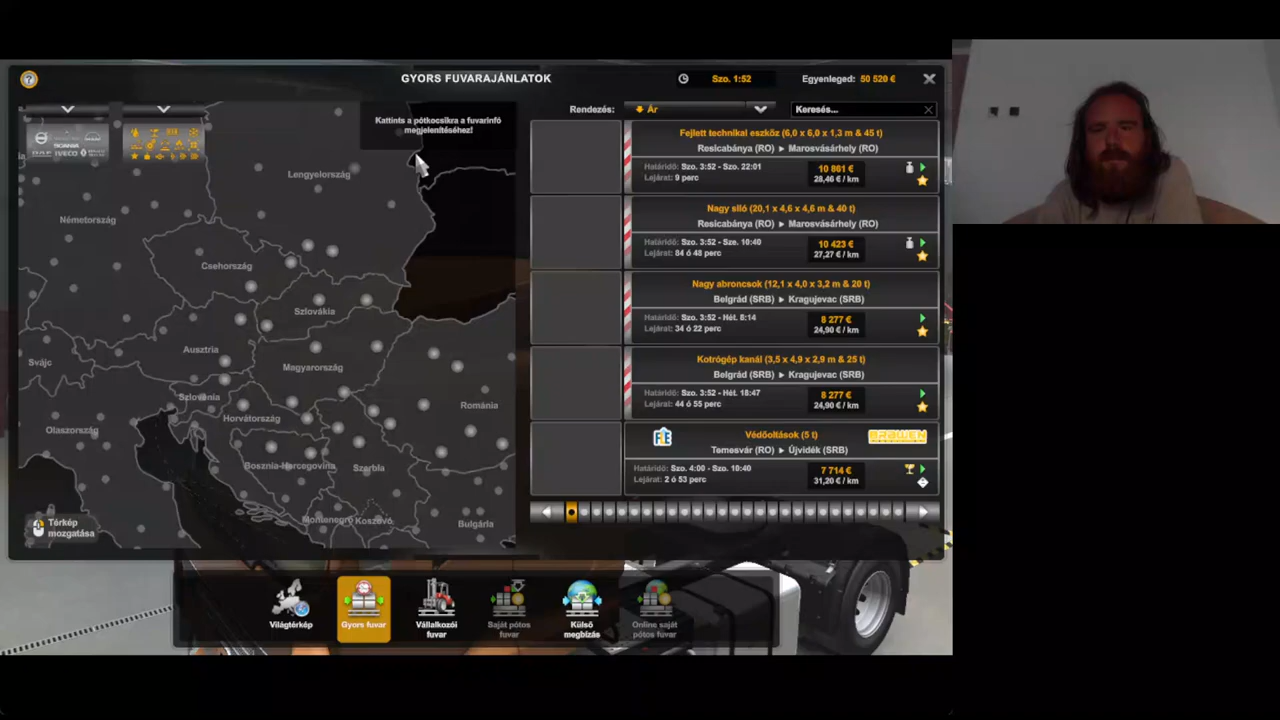 GYORS FUVARAJÁNLATOK
Szo. 1:52
Egyenleged: 50 520 €
Kattints a pótkocsikra a fuvarinfó
megjelenítéséhez!
SCANIA
DAF IVECO
Lengyelország
Németország
Csehország
Szlovákia
Ausztria
Svájc
Magyarország
Szlovénia
Románia
Horvátország
Olaszország
Bosznia-Hercegovina
Szerbia
Montenegró
Koszovó
Bulgária
Térkép
mozgatása
Rendezés:
Ár
Keresés...
Fejlett technikai eszköz (6,0 x 6,0 x 1,3 m & 45 t)
Resicabánya (RO) ▶ Marosvásárhely (RO)
Határidő: Szo. 3:52 - Szo. 22:01
Lejárat: 9 perc
10 861 €
28,46 € / km
Nagy siló (20,1 x 4,6 x 4,6 m & 40 t)
Resicabánya (RO) ▶ Marosvásárhely (RO)
Határidő: Szo. 3:52 - Sze. 10:40
Lejárat: 84 ó 48 perc
10 423 €
27,27 € / km
Nagy abroncsok (12,1 x 4,0 x 3,2 m & 20 t)
Belgrád (SRB) ▶ Kragujevac (SRB)
Határidő: Szo. 3:52 - Hét. 8:14
Lejárat: 34 ó 22 perc
8 277 €
24,90 € / km
Kotrógép kanál (3,5 x 4,9 x 2,9 m & 25 t)
Belgrád (SRB) ▶ Kragujevac (SRB)
Határidő: Szo. 3:52 - Hét. 18:47
Lejárat: 44 ó 55 perc
8 277 €
24,90 € / km
FLE
Védőoltások (5 t)
BRAWEN
Temesvár (RO) ▶ Újvidék (SRB)
Határidő: Szo. 4:00 - Szo. 10:40
Lejárat: 2 ó 53 perc
7 714 €
31,20 € / km
Világtérkép
Gyors fuvar
Vállalkozói
fuvar
Saját pótos
fuvar
Külső
megbízás
Online saját
pótos fuvar